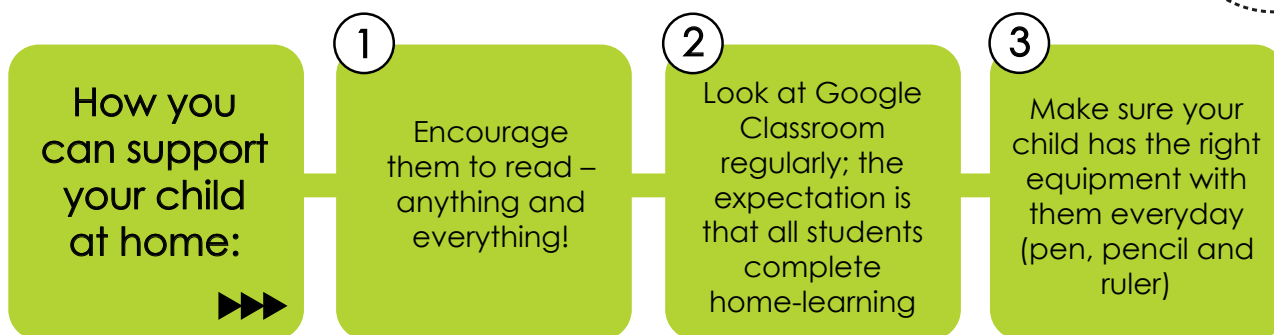 How you
can support
your child
at home:
1
Encourage
them to read –
anything and
everything!
2
Look at Google
Classroom
regularly; the
expectation is
that all students
complete
home-learning
3
Make sure your
child has the right
equipment with
them everyday
(pen, pencil and
ruler)